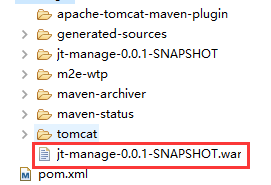 apache-tomcat-maven-plugin
generated-sources
jt-manage-0.0.1-SNAPSHOT
m2e-wtp
maven-archiver
maven-status
tomcat
jt-manage-0.0.1-SNAPSHOT.war
pom.xml